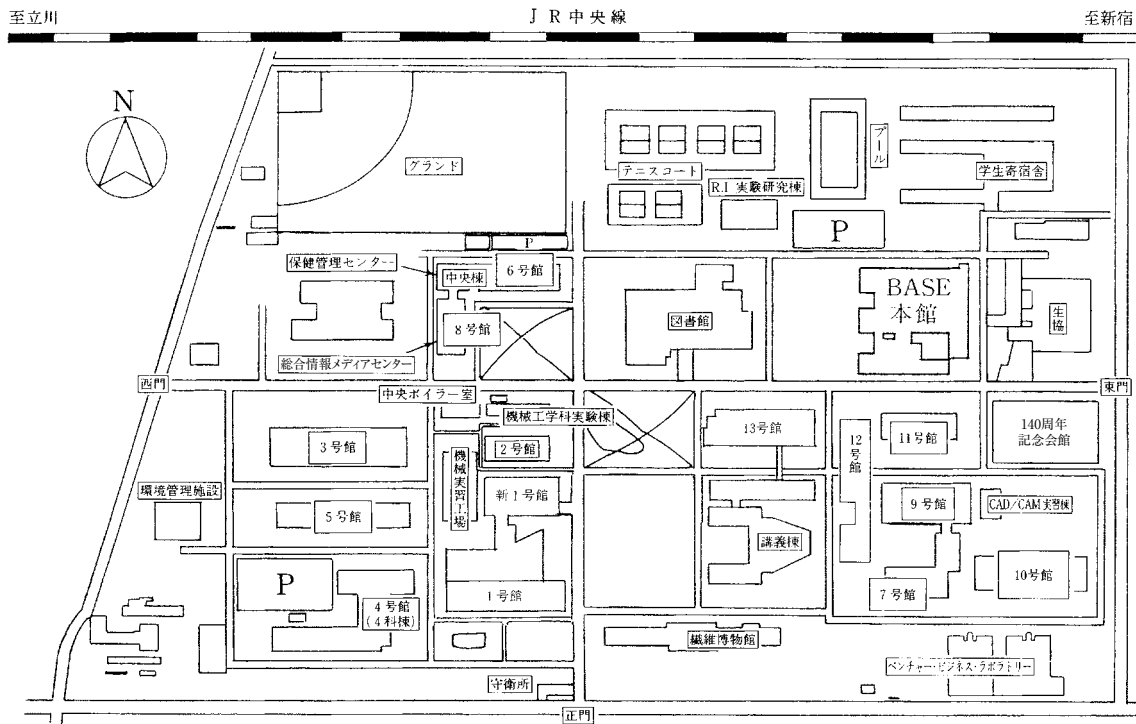 至立川
JR中央線
至新宿
N
グランド
テニスコート
プール
R.I 実験研究棟
学生寄宿舎
P
P
保健管理センター
中央棟
6号館
8号館
総合情報メディアセンター
図書館
BASE
本館
生協
西門
東門
中央ボイラー室
機械工学科実験棟
3号館
2号館
13号館
12号館
11号館
140周年
記念会館
機械実習工場
環境管理施設
5号館
新1号館
講義棟
9号館
CAD/CAM実習棟
P
4号館
(4科棟)
1号館
7号館
10号館
繊維博物館
ベンチャー・ビジネス・ラボラトリー
守衛所
正門